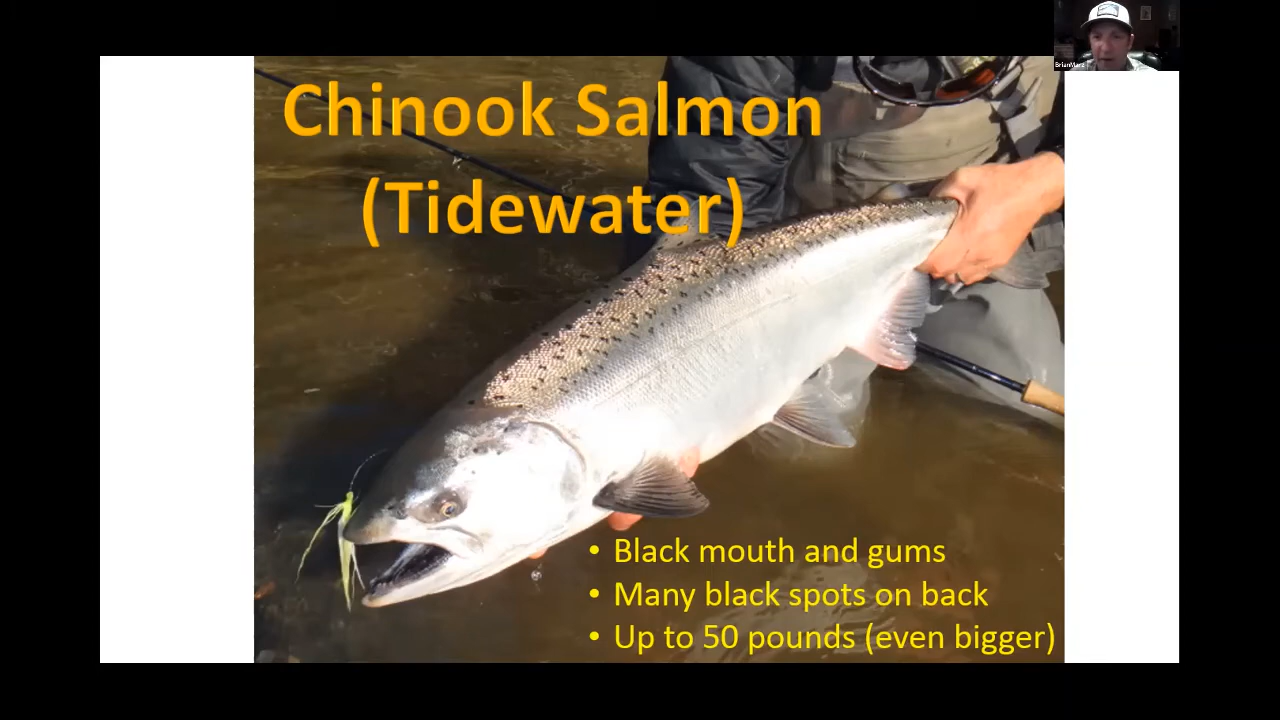 Chinook Salmon
(Tidewater)
• Black mouth and gums
• Many black spots on back
• Up to 50 pounds (even bigger)